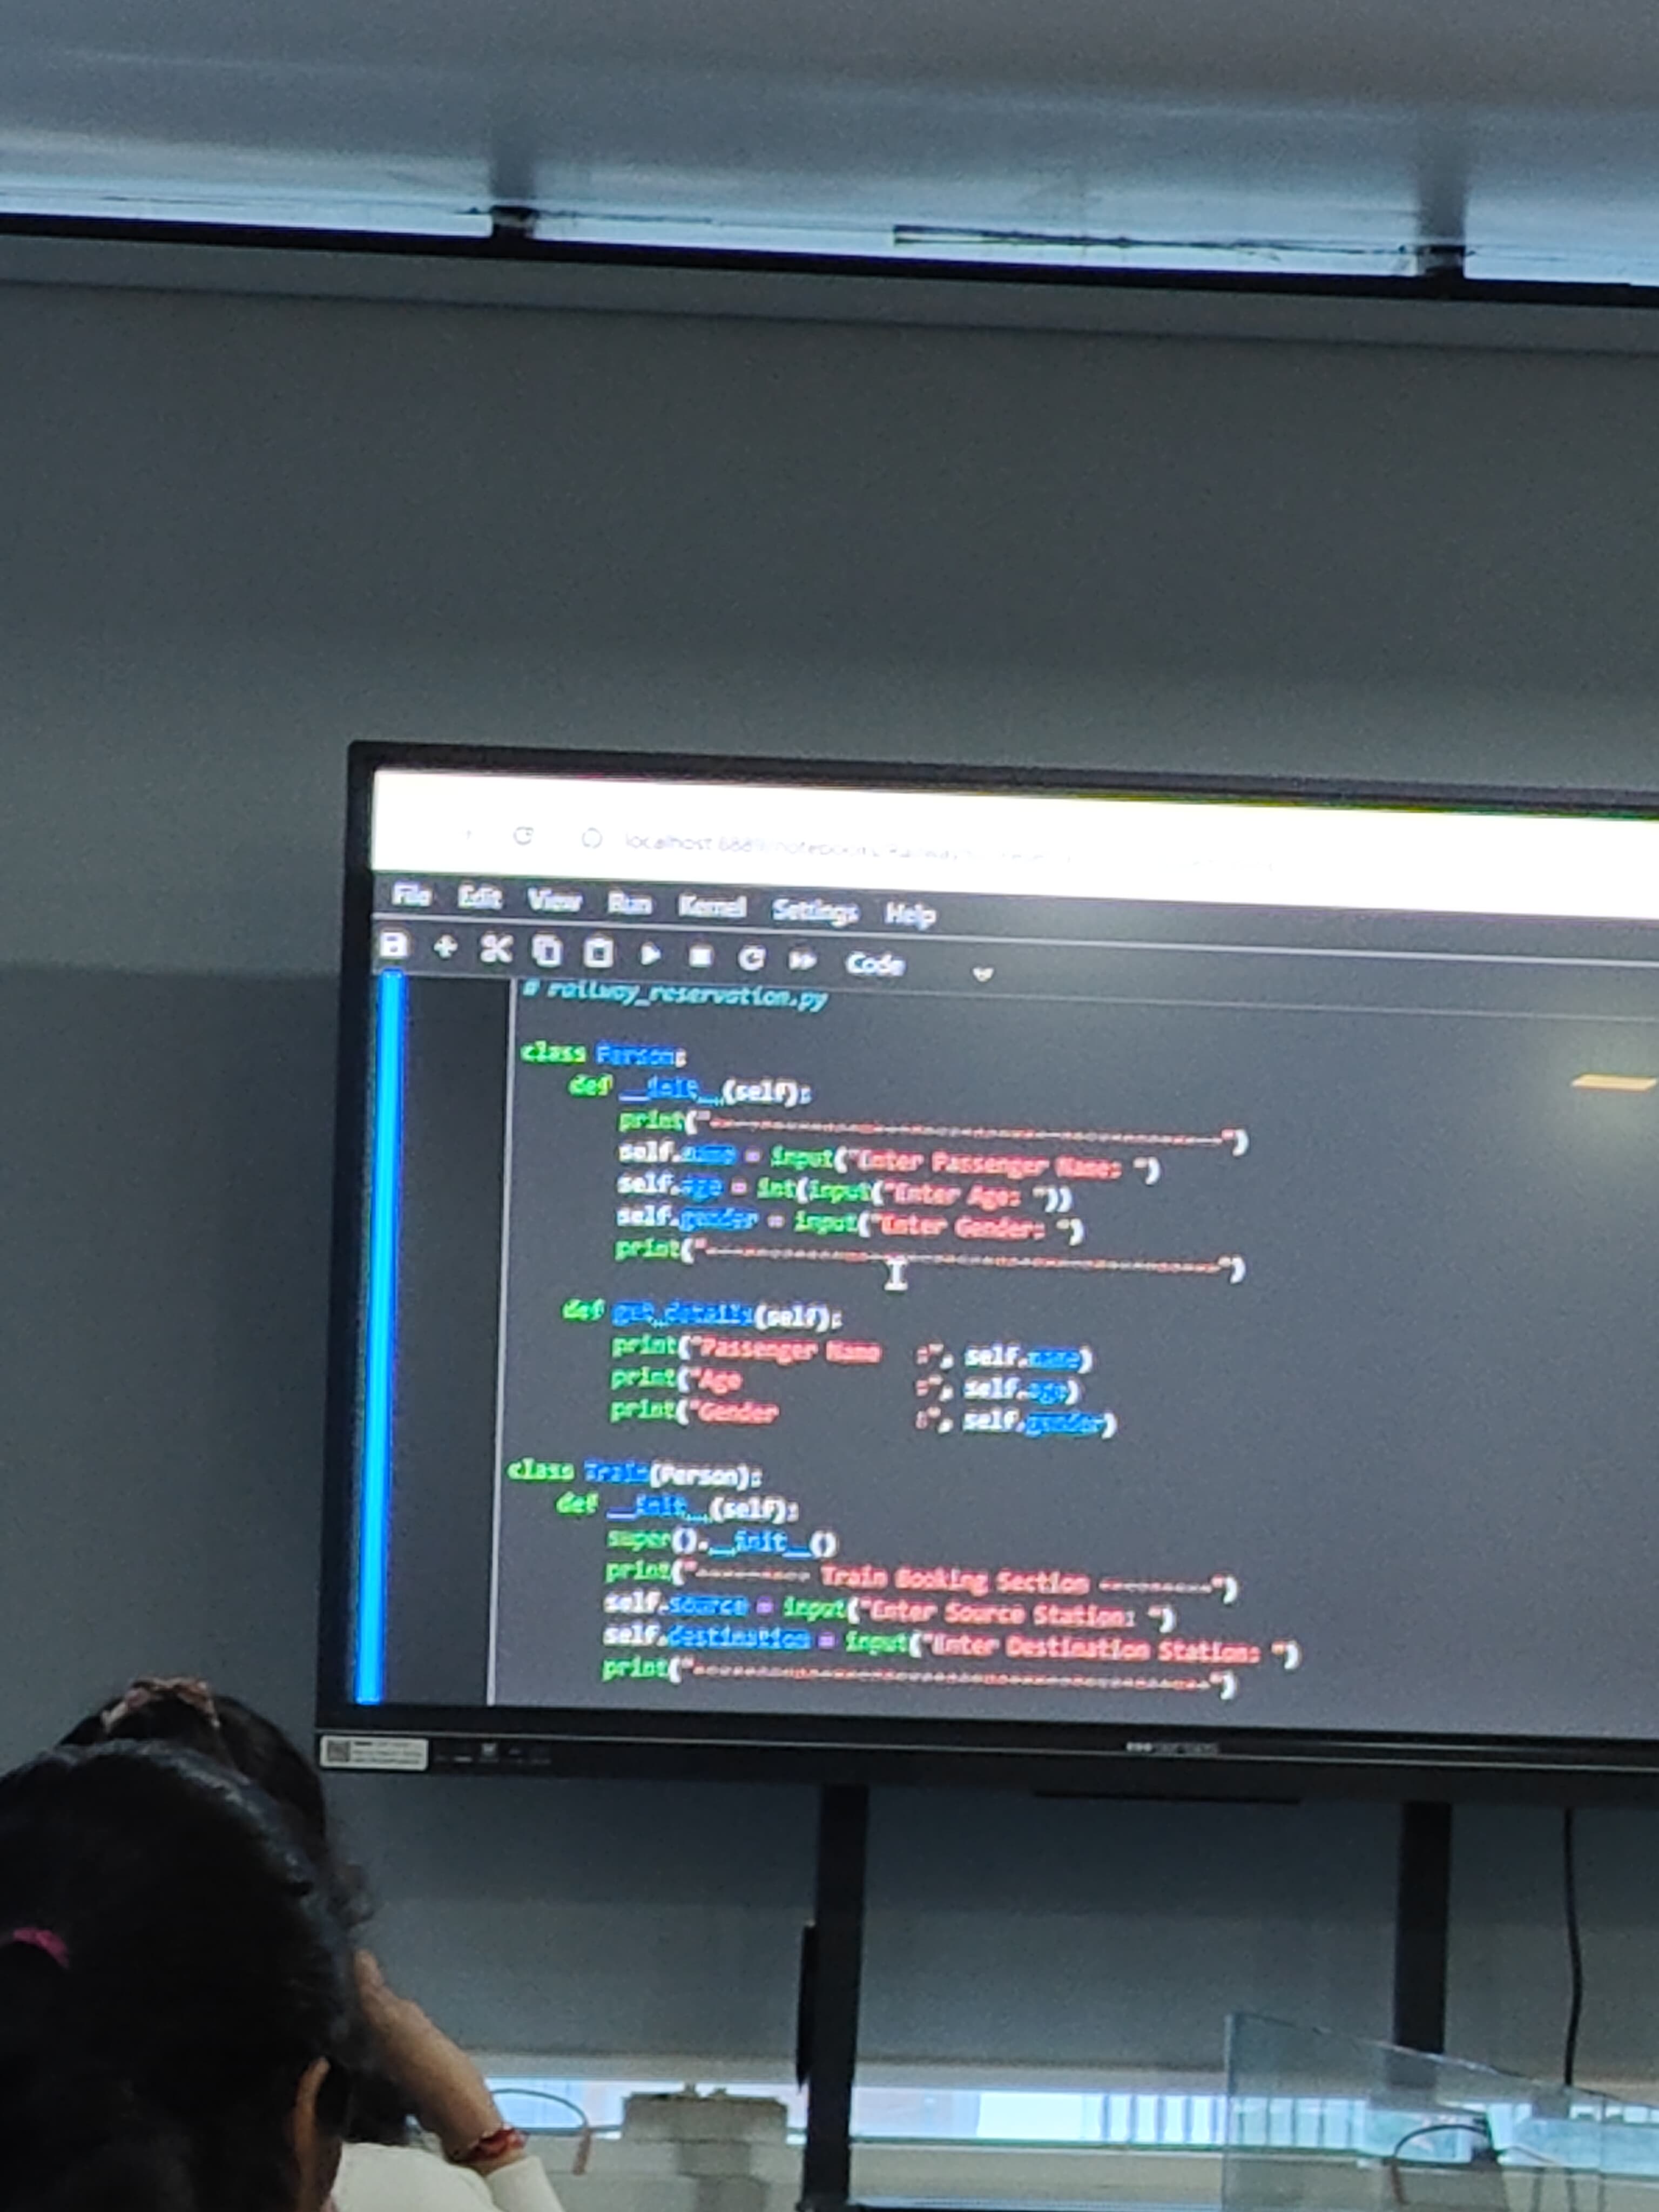 localhost:8889/notebooks/
File Edit View Run Kernel Settings Help
Code
# railway_reservation.py
class Person:
def __init__(self):
print("--------------------------------------------------")
self.name = input("Enter Passenger Name: ")
self.age = int(input("Enter Age: "))
self.gender = input("Enter Gender: ")
print("--------------------------------------------------")
def get_details(self):
print("Passenger Name :", self.name)
print("Age :", self.age)
print("Gender :", self.gender)
class Train(Person):
def __init__(self):
super().__init__()
print("---------- Train Booking Section ----------")
self.source = input("Enter Source Station: ")
self.destination = input("Enter Destination Station: ")
print("--------------------------------------------------")